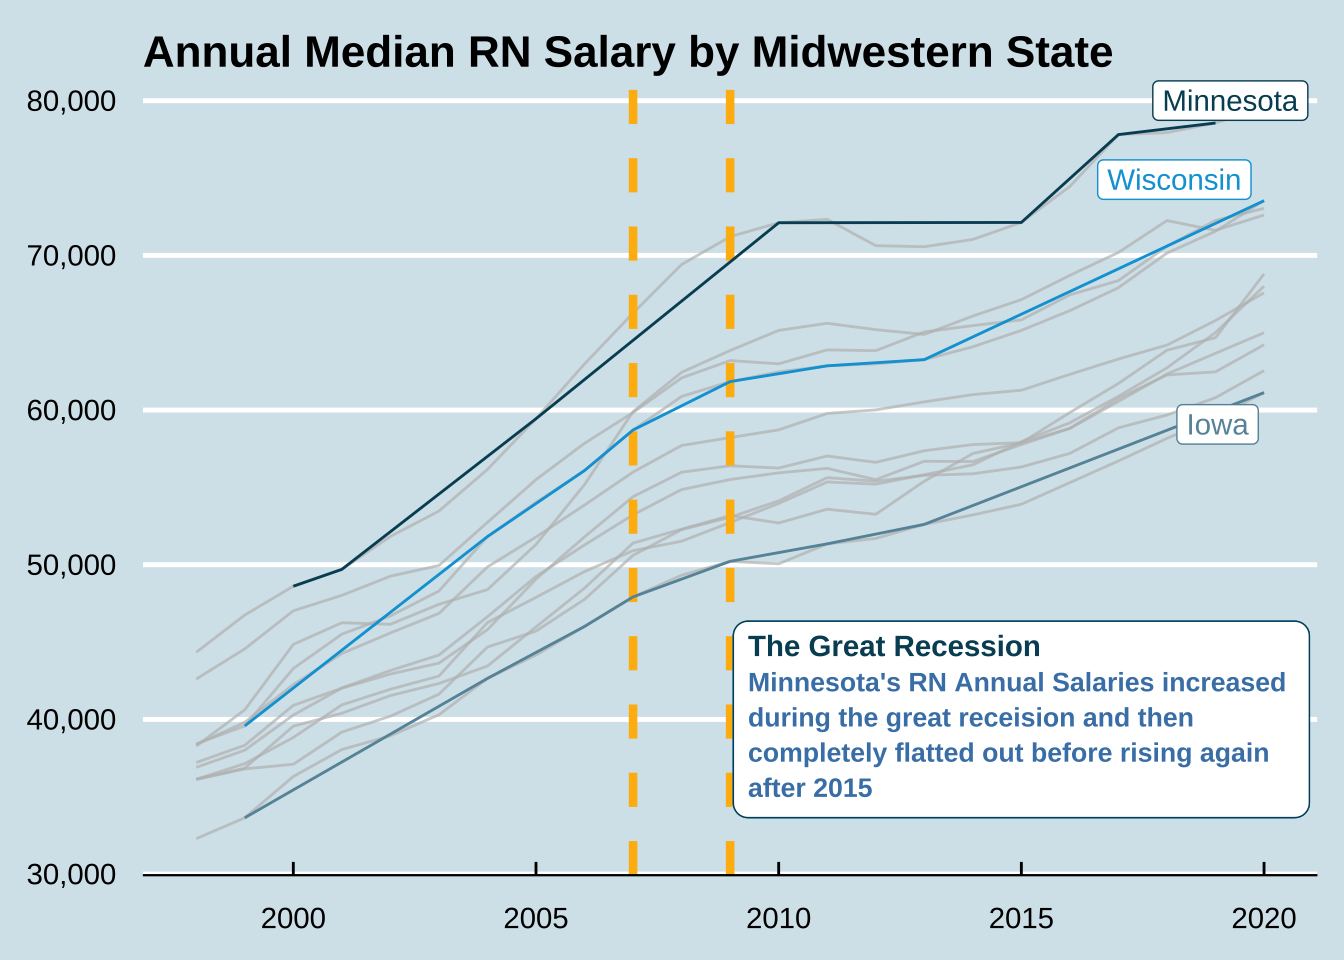 Annual Median RN Salary by Midwestern State
80,000
Minnesota
Wisconsin
70,000
60,000
Iowa
50,000
The Great Recession
Minnesota's RN Annual Salaries increased
during the great receision and then
completely flatted out before rising again
after 2015
40,000
30,000
2000
2005
2010
2015
2020